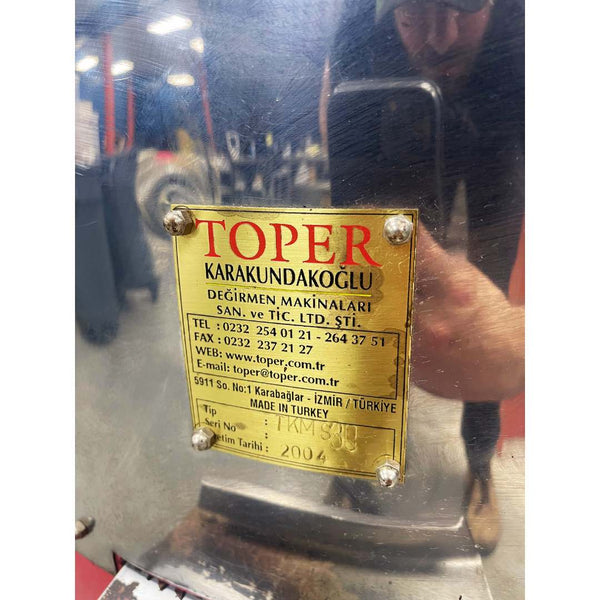 TOPER
KARAKUNDAKOĞLU
DEĞİRMEN MAKİNALARI
SAN. ve TİC. LTD. ŞTİ.
TEL : 0232 254 01 21 - 264 37 51
FAX : 0232 237 21 27
WEB: www.toper.com.tr
E-mail: toper@toper.com.tr
5911 So. No:1 Karabağlar - İZMİR / TÜRKİYE
MADE IN TURKEY
Tip : TKM
Seri No :
Tarihi : 2004